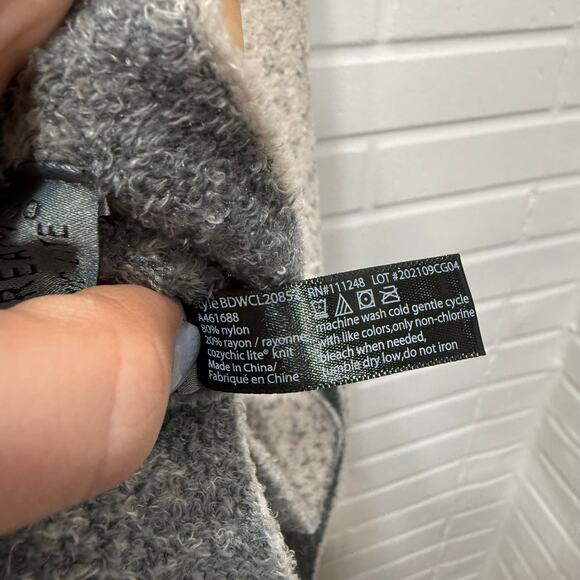 RN#111248 LOT #202109CG04
machine wash cold gentle cycle
with like colors,only non-chlorine
bleach when needed,
tumble dry low,do not iron
A461688
80% nylon
20% rayon / rayonne
cozychic lite® knit
Made in China/
Fabriqué en Chine